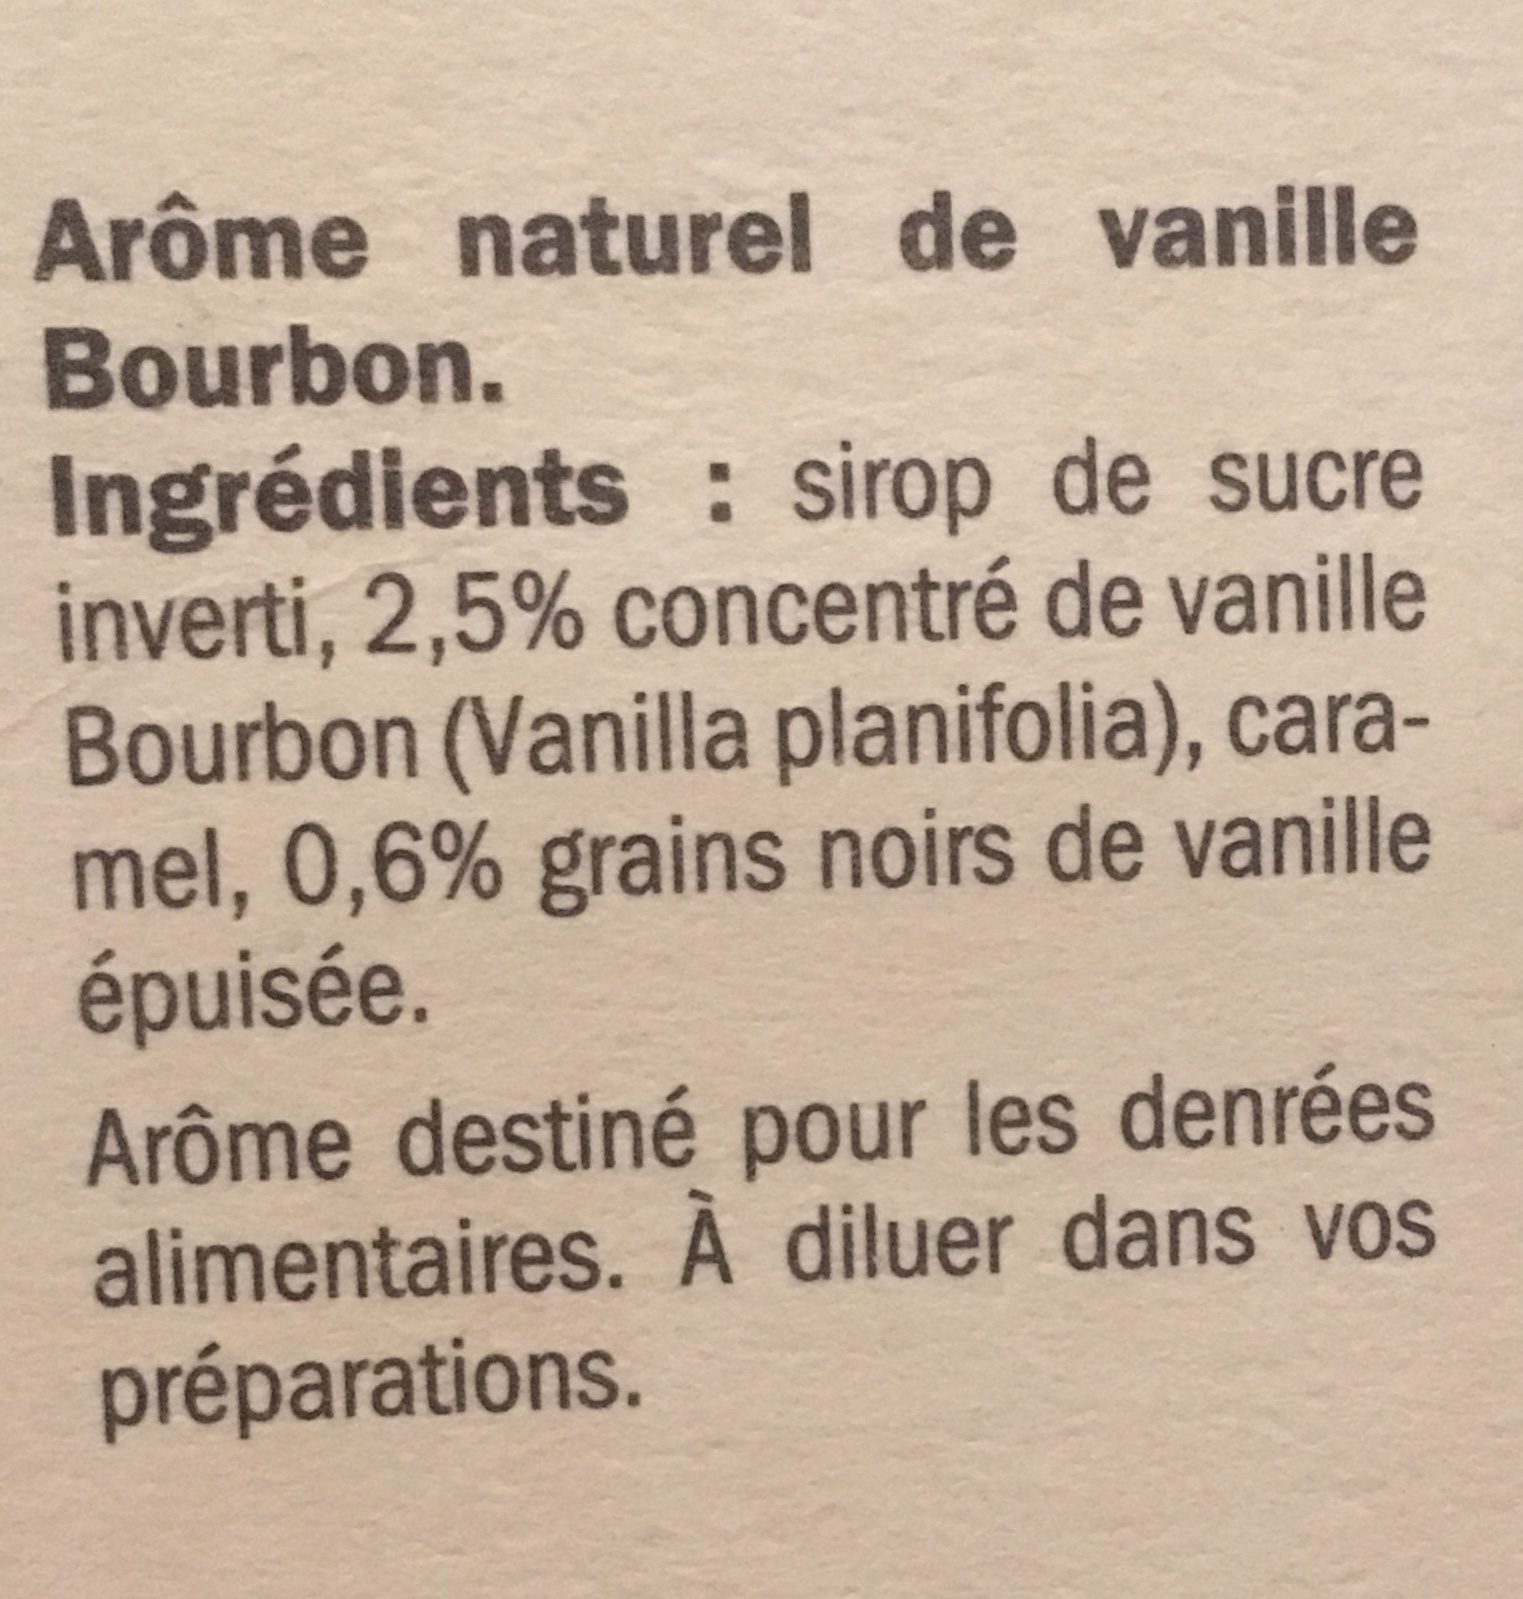 Arôme naturel de vanille
Bourbon.
Ingrédients : sirop de sucre
inverti, 2,5% concentré de vanille
Bourbon (Vanilla planifolia), cara-
mel, 0,6% grains noirs de vanille
épuisée.
Arôme destiné pour les denrées
alimentaires. À diluer dans vos
préparations.